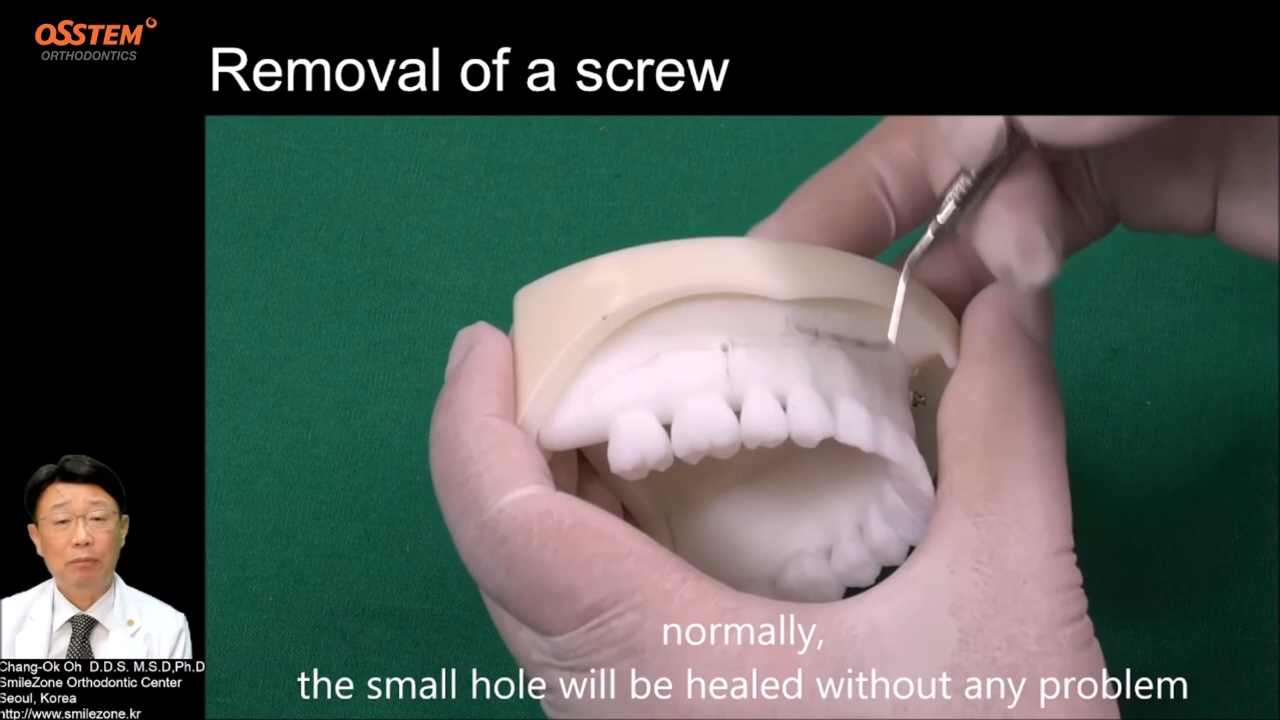 OSSTEM
ORTHODONTICS
Removal of a screw
normally,
the small hole will be healed without any problem
Chang-Ok Oh D.D.S. M.S.D,Ph.D
SmileZone Orthodontic Center
Seoul, Korea
http://www.smilezone.kr